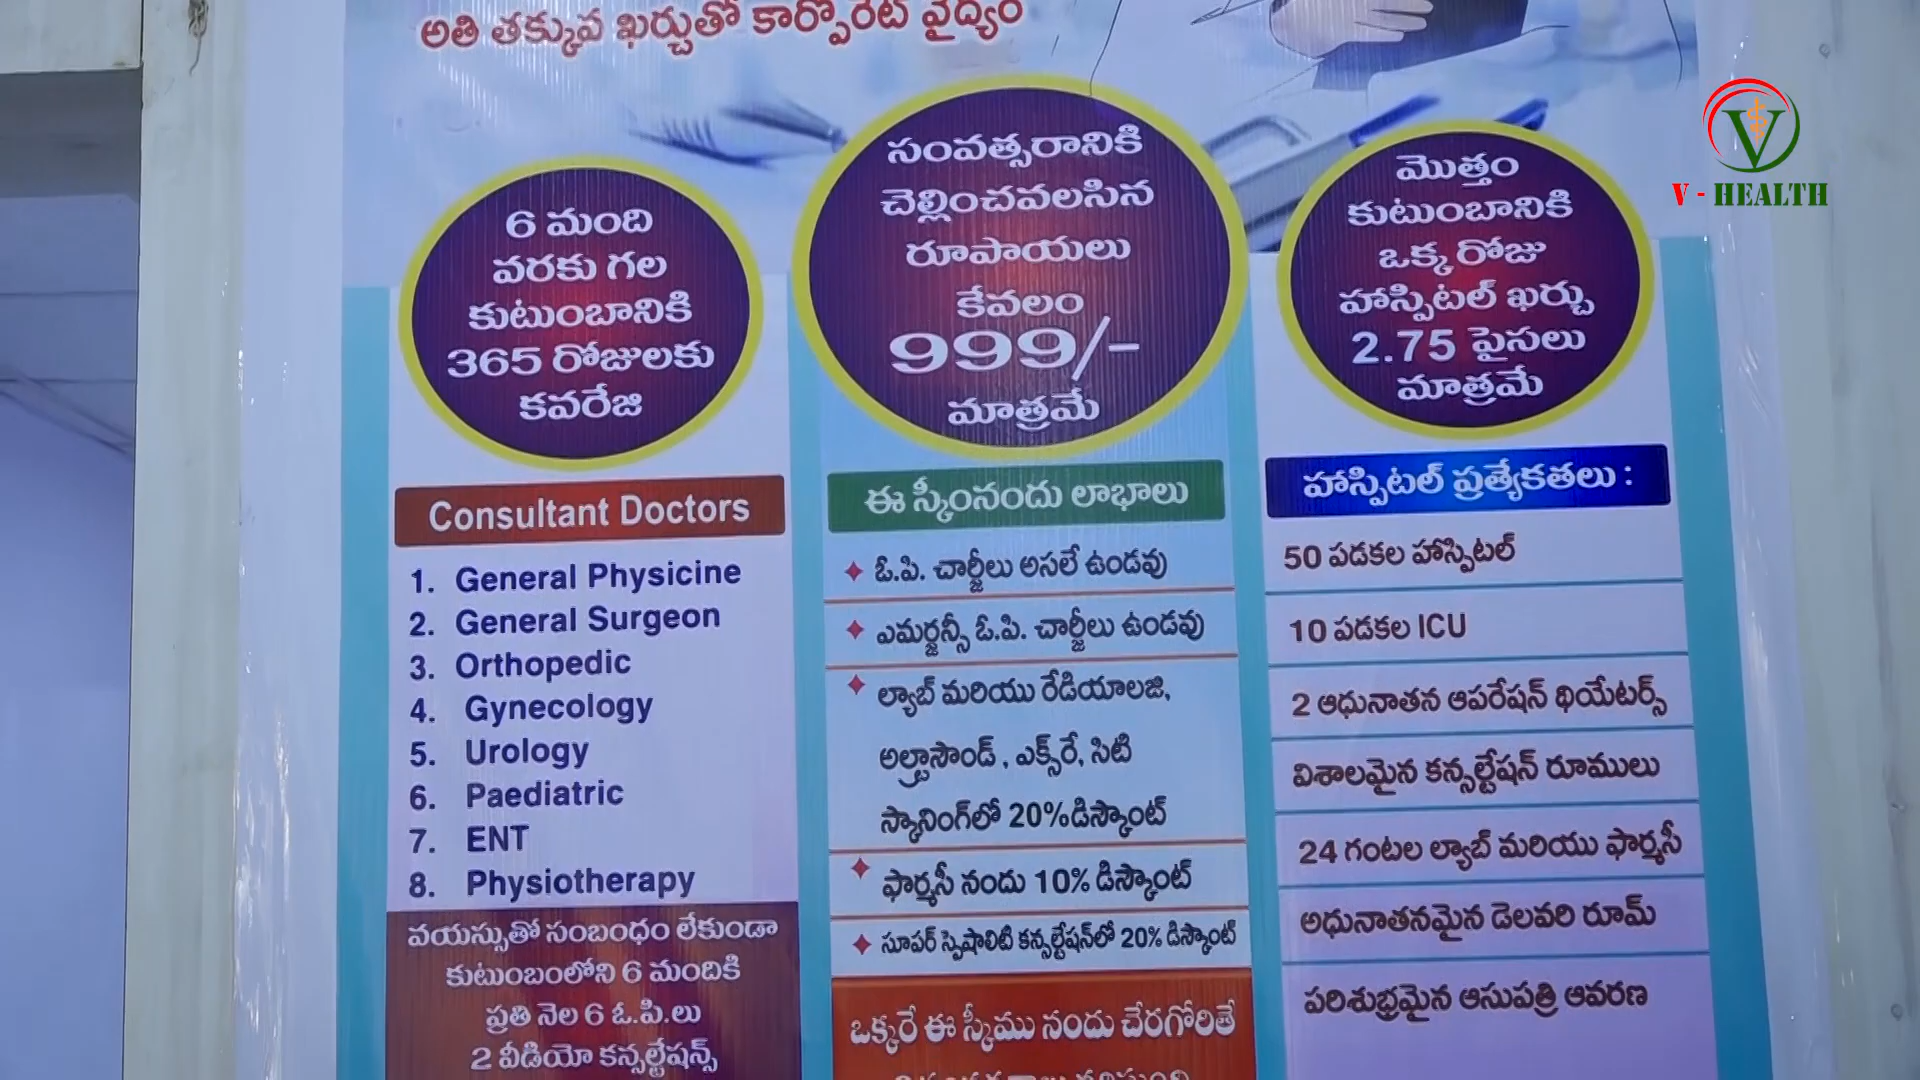 అతి తక్కువ ఖర్చుతో కార్పొరేట్ వైద్యం
V - HEALTH
6 మంది
వరకు గల
కుటుంబానికి
365 రోజులకు
కవరేజి
సంవత్సరానికి
చెల్లించవలసిన
రూపాయలు
కేవలం
999/-
మాత్రమే
మొత్తం
కుటుంబానికి
ఒక్క రోజు
హాస్పిటల్ ఖర్చు
2.75 పైసలు
మాత్రమే
Consultant Doctors
1. General Physicine
2. General Surgeon
3. Orthopedic
4. Gynecology
5. Urology
6. Paediatric
7. ENT
8. Physiotherapy
వయస్సుతో సంబంధం లేకుండా
కుటుంబంలోని 6 మందికి
ప్రతి నెల 6 ఓ.పి.లు
2 వీడియో కన్సల్టేషన్స్
ఈ స్కీంనందు లాభాలు
ఓ.పి. చార్జీలు అసలే ఉండవు
ఎమర్జన్సీ ఓ.పి. చార్జీలు ఉండవు
ల్యాబ్ మరియు రేడియాలజి,
అల్ట్రాసౌండ్, ఎక్స్‌రే, సిటి
స్కానింగ్‌లో 20%డిస్కౌంట్
ఫార్మసీ నందు 10% డిస్కౌంట్
సూపర్ స్పెషాలిటీ కన్సల్టేషన్‌లో 20% డిస్కౌంట్
ఒక్కరే ఈ స్కీము నందు చేరగోరితే
హాస్పిటల్ ప్రత్యేకతలు :
50 పడకల హాస్పిటల్
10 పడకల ICU
2 ఆధునాతన ఆపరేషన్ థియేటర్స్
విశాలమైన కన్సల్టేషన్ రూములు
24 గంటల ల్యాబ్ మరియు ఫార్మసీ
అధునాతనమైన డెలవరి రూమ్
పరిశుభ్రమైన ఆసుపత్రి ఆవరణ